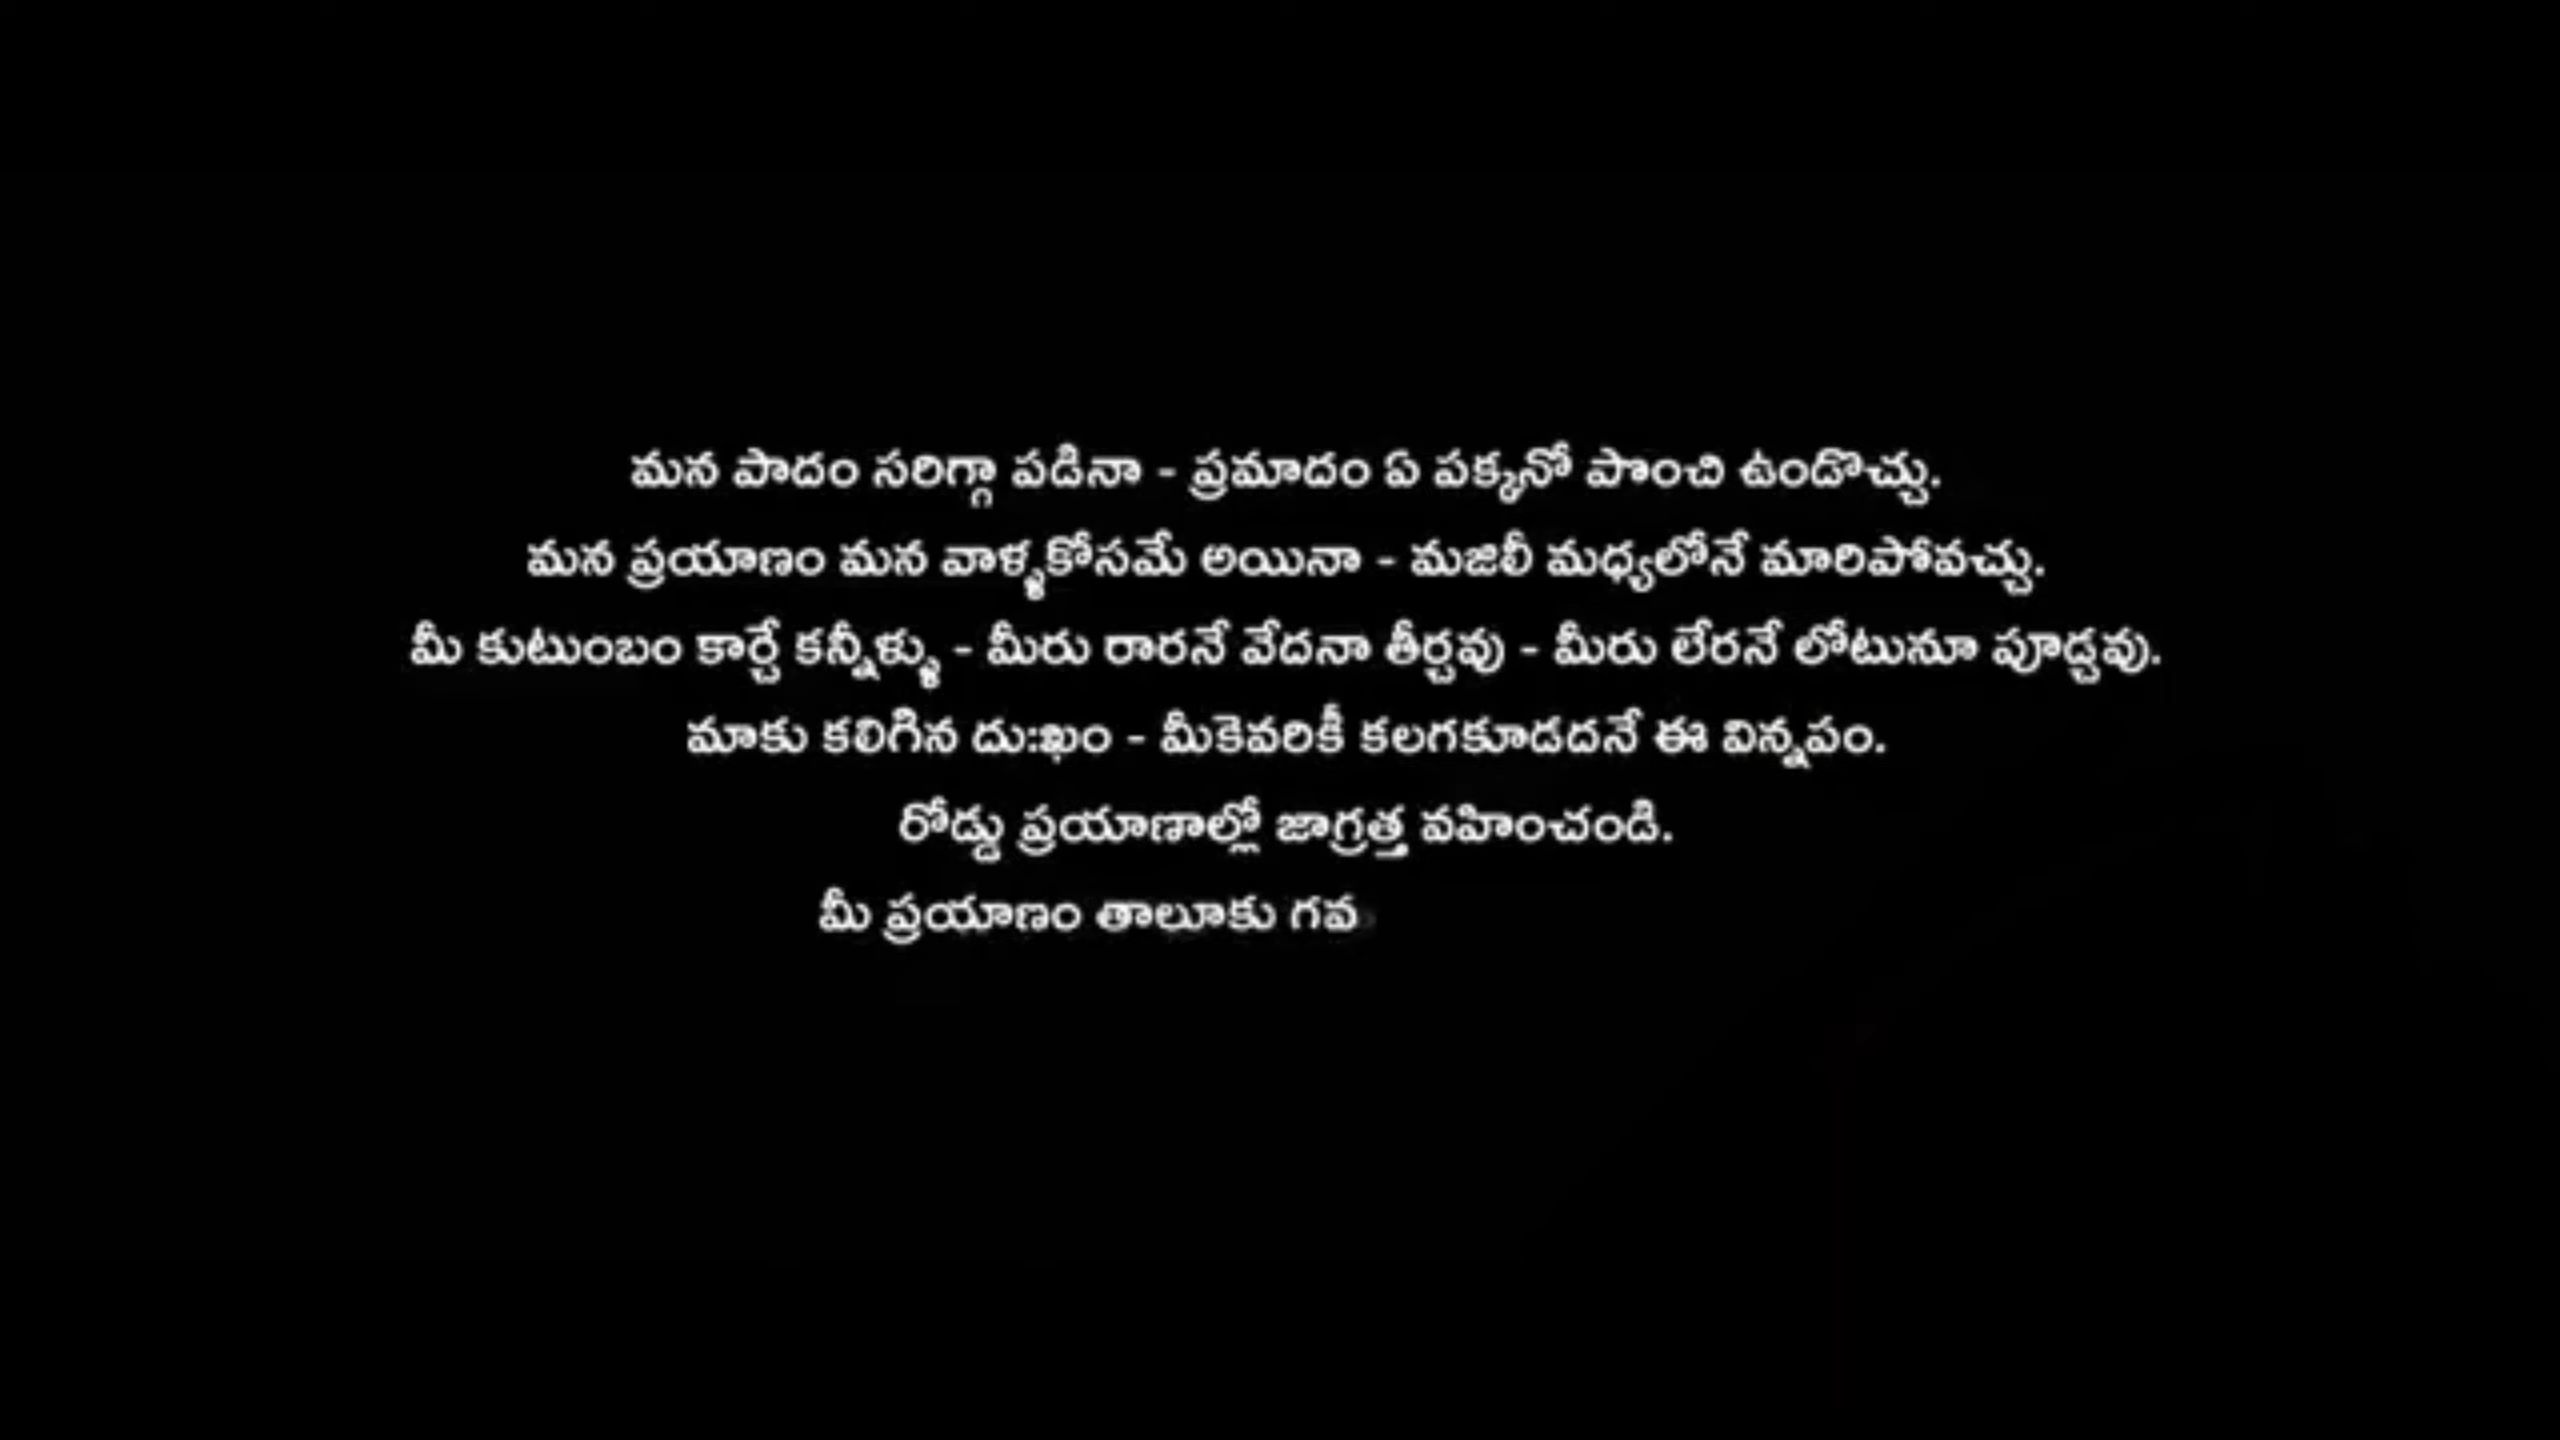 మన పాదం సరిగ్గా పడినా - ప్రమాదం ఏ పక్కనో పొంచి ఉండొచ్చు.
మన ప్రయాణం మన వాళ్ళకోసమే అయినా - మజిలీ మధ్యలోనే మారిపోవచ్చు.
మీ కుటుంబం కార్చే కన్నీళ్ళు - మీరు రారనే వేదనా తీర్చవు - మీరు లేరనే లోటునూ పూడ్చవు.
మాకు కలిగిన దుఃఖం - మీకెవరికీ కలగకూడదనే ఈ విన్నపం.
రోడ్డు ప్రయాణాల్లో జాగ్రత్త వహించండి.
మీ ప్రయాణం తాలూకు గవ